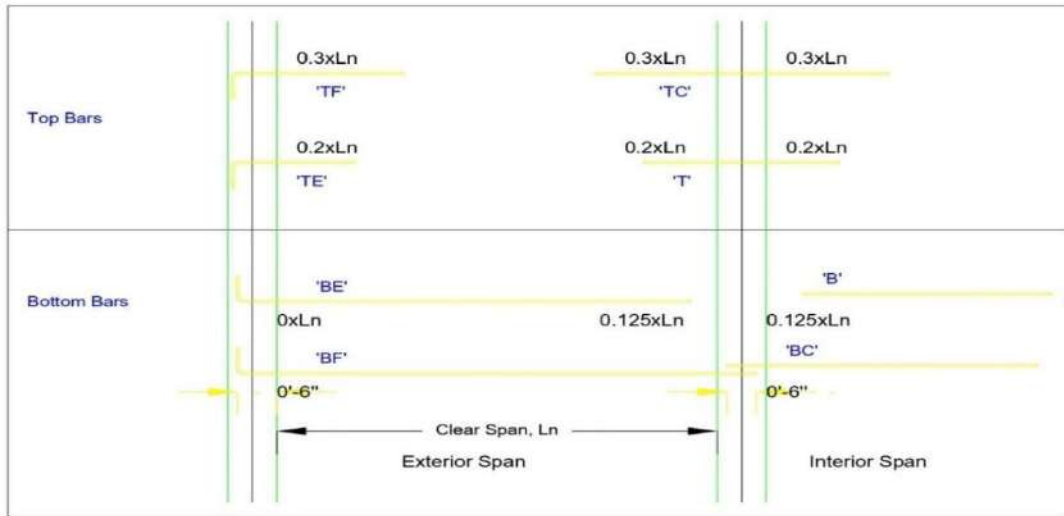 0.3xLn 0.3xLn 0.3xLn
'TF' 'TC'
Top Bars
0.2xLn 0.2xLn 0.2xLn
'TE' 'T'
'BE' 'B'
Bottom Bars
0xLn 0.125xLn 0.125xLn
'BF' 'BC'
0'-6" 0'-6"
Clear Span, Ln
Exterior Span Interior Span